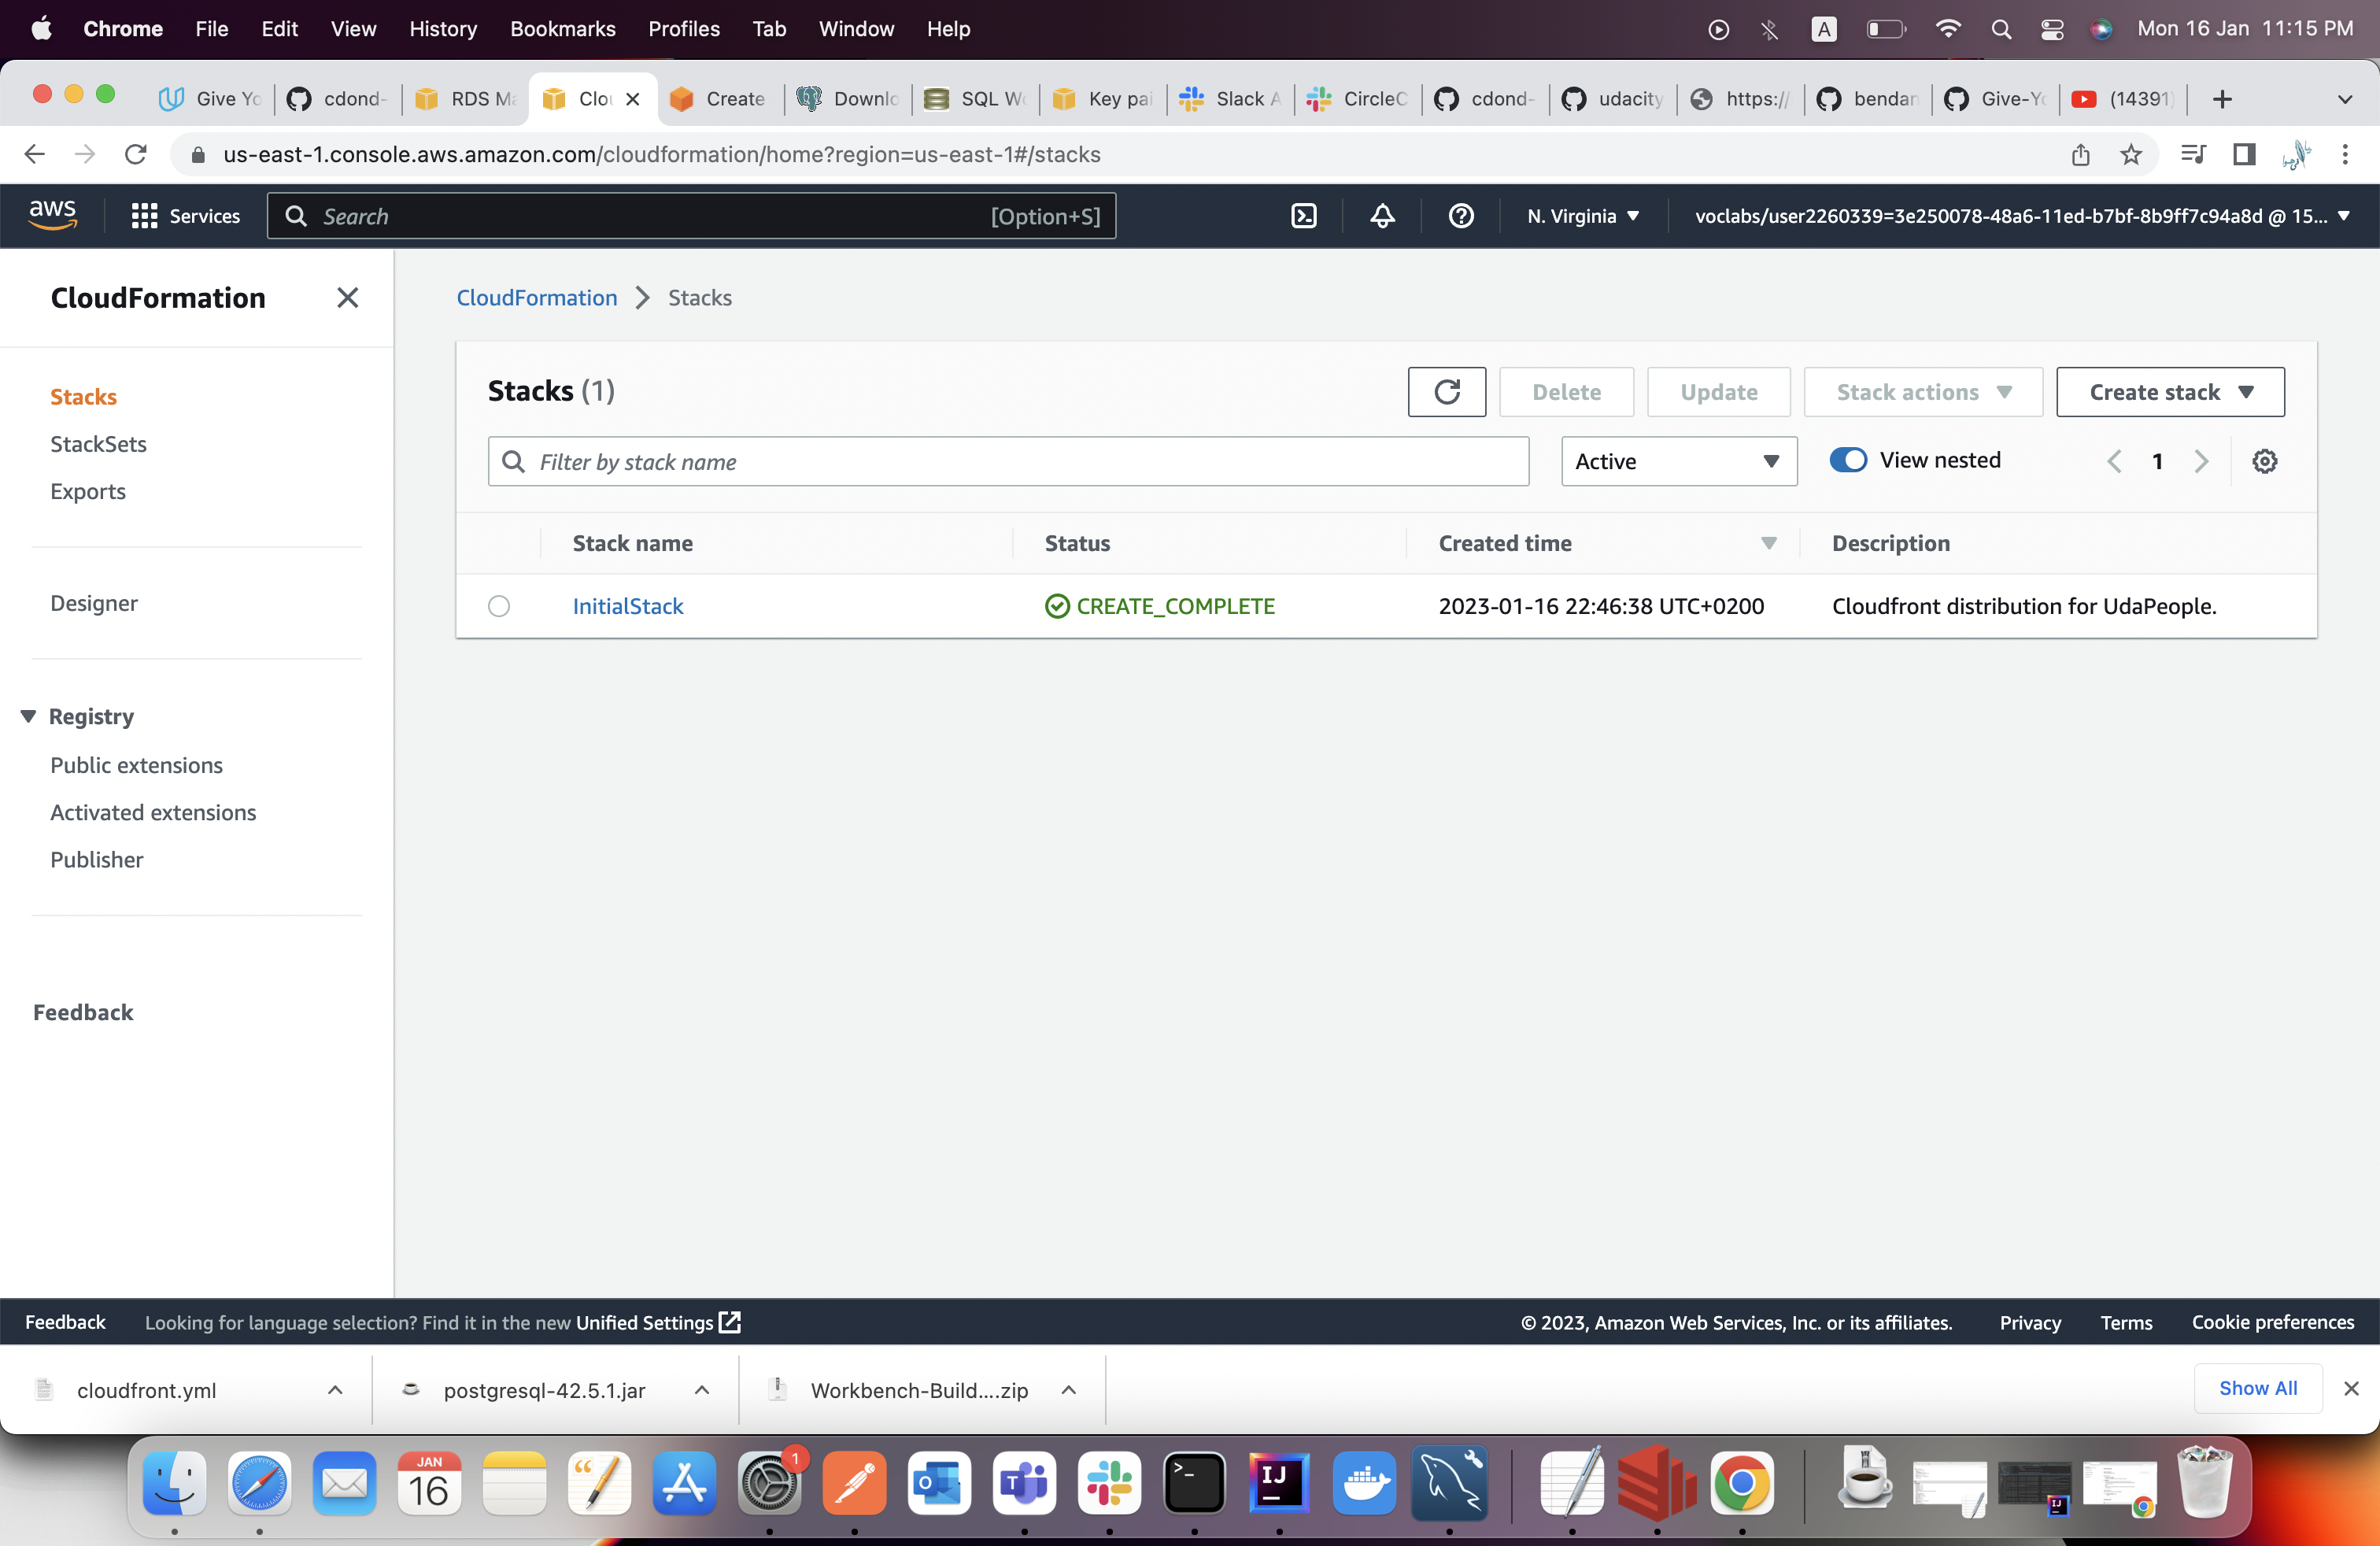 Chrome File Edit View History Bookmarks Profiles Tab Window Help A Mon 16 Jan 11:15 PM
Give Yo cdond- RDS Ma Clou Create Downlo SQL Wo Key pai Slack A CircleC cdond- udacity https:// bendan Give-Yo (14391)
us-east-1.console.aws.amazon.com/cloudformation/home?region=us-east-1#/stacks
aws Services Search [Option+S] N. Virginia voclabs/user2260339=3e250078-48a6-11ed-b7bf-8b9ff7c94a8d @ 15...
CloudFormation
CloudFormation Stacks
Stacks
StackSets
Exports
Designer
Registry
Public extensions
Activated extensions
Publisher
Feedback
Stacks (1) Delete Update Stack actions Create stack
Filter by stack name Active View nested 1
Stack name Status Created time Description
InitialStack CREATE_COMPLETE 2023-01-16 22:46:38 UTC+0200 Cloudfront distribution for UdaPeople.
Feedback Looking for language selection? Find it in the new Unified Settings © 2023, Amazon Web Services, Inc. or its affiliates. Privacy Terms Cookie preferences
cloudfront.yml postgresql-42.5.1.jar Workbench-Build....zip Show All
JAN
16
1
IJ